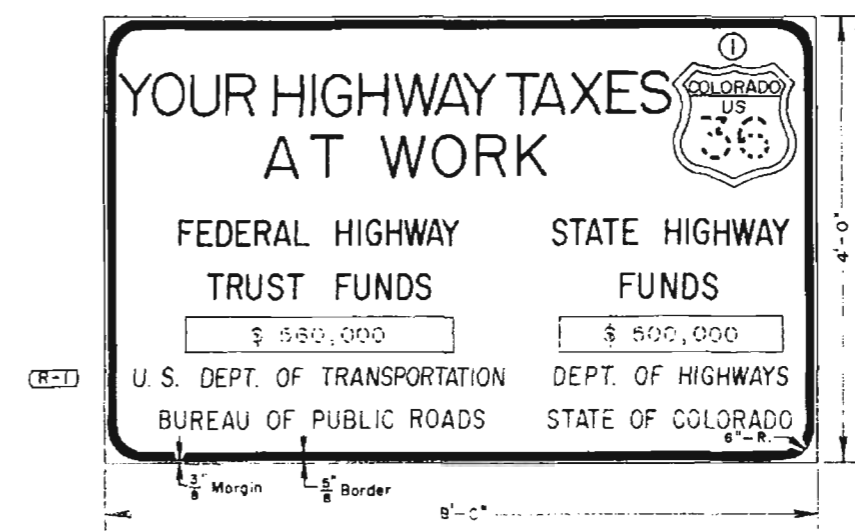 ①
YOUR HIGHWAY TAXES
AT WORK
COLORADO
US
36
FEDERAL HIGHWAY
TRUST FUNDS
STATE HIGHWAY
FUNDS
$ 560,000
$ 500,000
R-1
U. S. DEPT. OF TRANSPORTATION
BUREAU OF PUBLIC ROADS
DEPT. OF HIGHWAYS
STATE OF COLORADO
6"-R.
3/8" Margin
5/8" Border
4'-0"
8'-0"